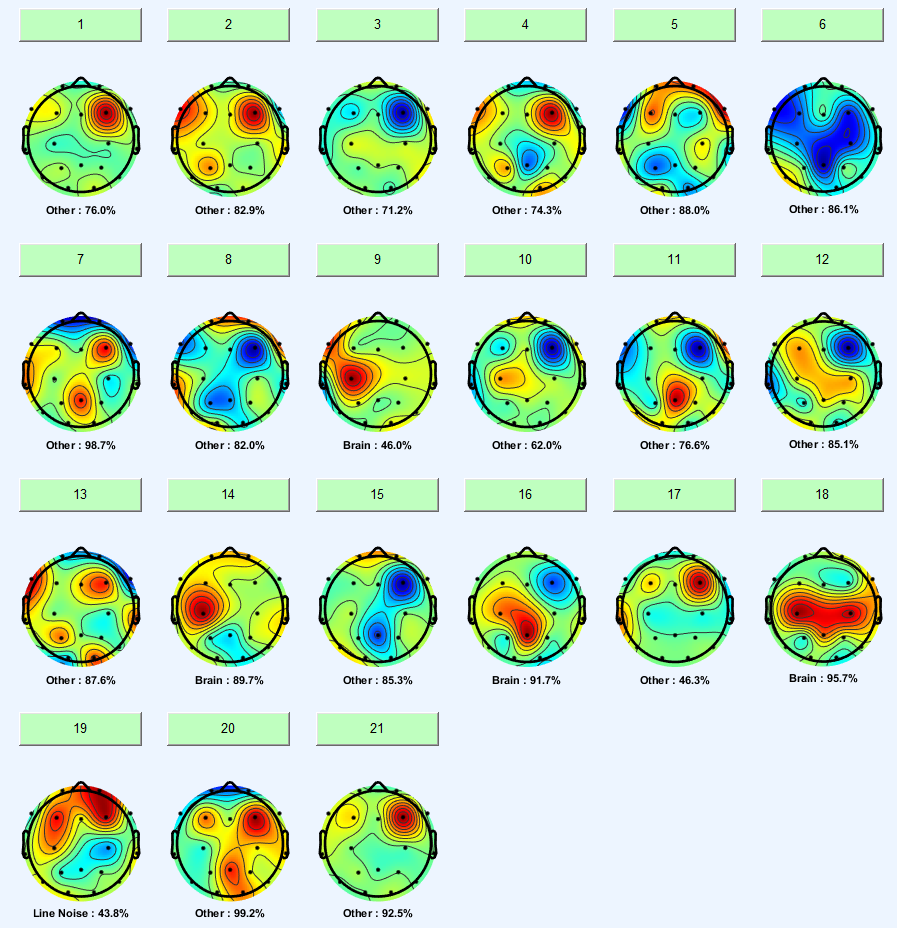 1 2 3 4 5 6
Other : 76.0% Other : 82.9% Other : 71.2% Other : 74.3% Other : 88.0% Other : 86.1%
7 8 9 10 11 12
Other : 98.7% Other : 82.0% Brain : 46.0% Other : 62.0% Other : 76.6% Other : 85.1%
13 14 15 16 17 18
Other : 87.6% Brain : 89.7% Other : 85.3% Brain : 91.7% Other : 46.3% Brain : 95.7%
19 20 21
Line Noise : 43.8% Other : 99.2% Other : 92.5%